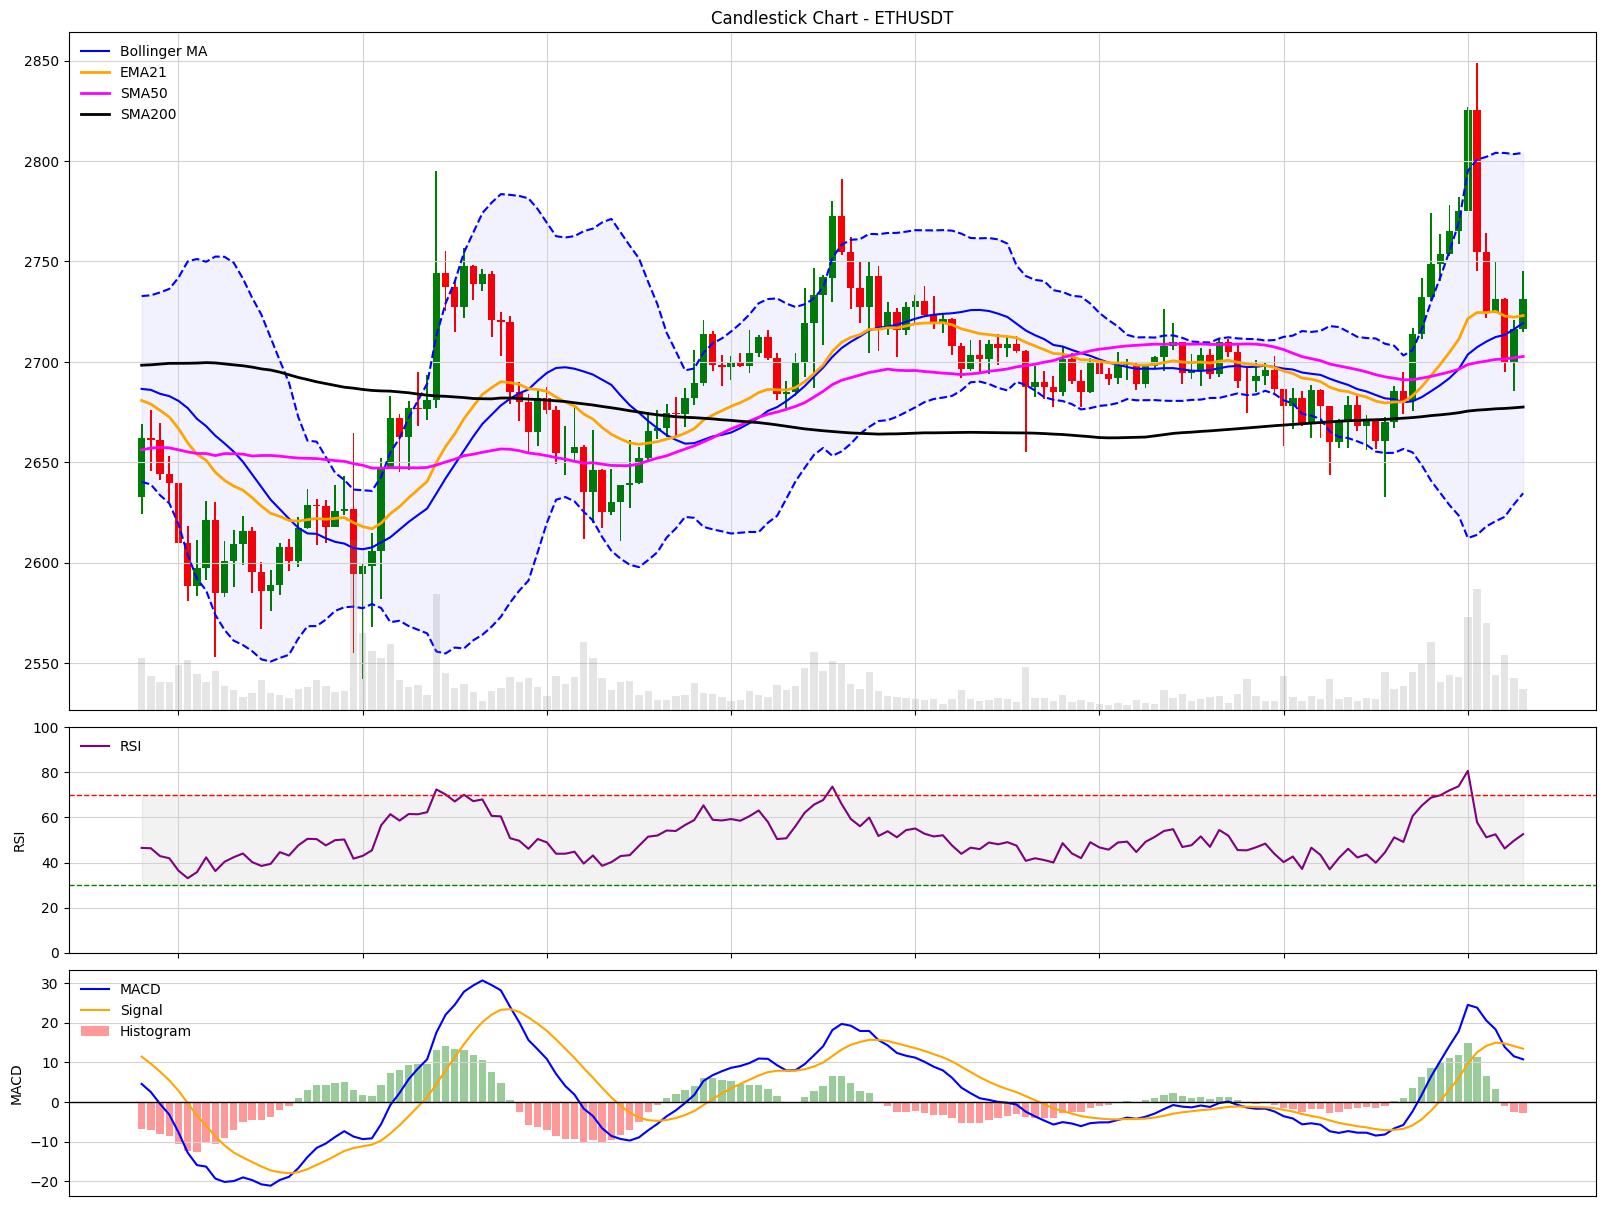 Candlestick Chart - ETHUSDT
Bollinger MA
EMA21
SMA50
SMA200
2850
2800
2750
2700
2650
2600
2550
RSI
100
80
60
40
20
0
RSI
MACD
Signal
Histogram
30
20
10
0
−10
−20
MACD